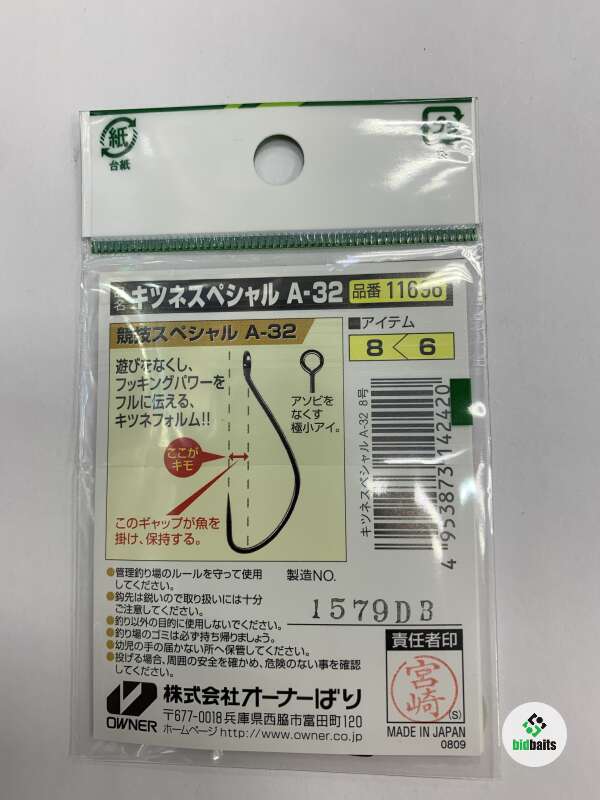 紙
台紙
キツネスペシャル A-32 品番 11698
競技スペシャル A-32
■アイテム
8＜6
遊びをなくし、
フッキングパワーを
フルに伝える、
キツネフォルム!!
アソビを
なくす
極小アイ。
ここが
キモ
このギャップが魚を
掛け、保持する。
キツネスペシャル A-32 8号
4 953873 142420
●管理釣り場のルールを守って使用
してください。
●鈎先は鋭いので取り扱いには十分
ご注意してください。
●釣り以外の目的に使用しないでください。
●釣り場のゴミは必ず持ち帰りましょう。
●幼児の手の届かない所へ保管してください。
●投げる場合、周囲の安全を確かめ、危険のない事を確認
してください。
製造NO.
1579DB
責任者印
宮崎
(S)
MADE IN JAPAN
0809
OWNER
株式会社オーナーばり
〒677-0018 兵庫県西脇市富田町120
ホームページ http://www.owner.co.jp
bidbaits